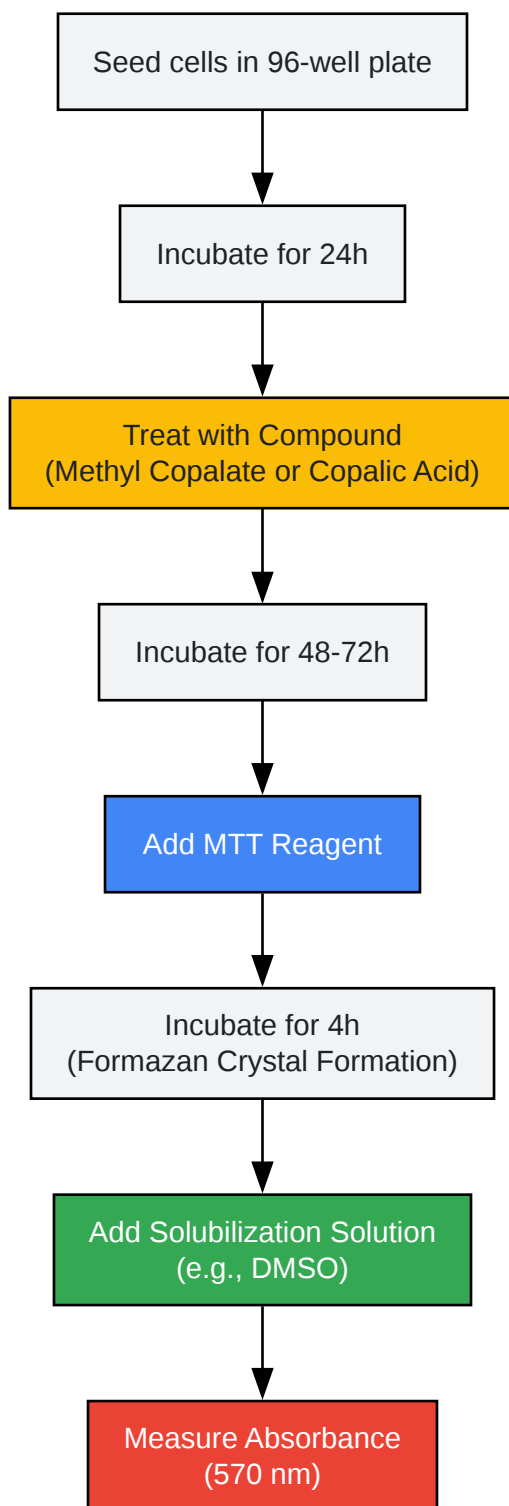 Seed cells in 96-well plate
Incubate for 24h
Treat with Compound
(Methyl Copalate or Copalic Acid)
Incubate for 48-72h
Add MTT Reagent
Incubate for 4h
(Formazan Crystal Formation)
Add Solubilization Solution
(e.g., DMSO)
Measure Absorbance
(570 nm)